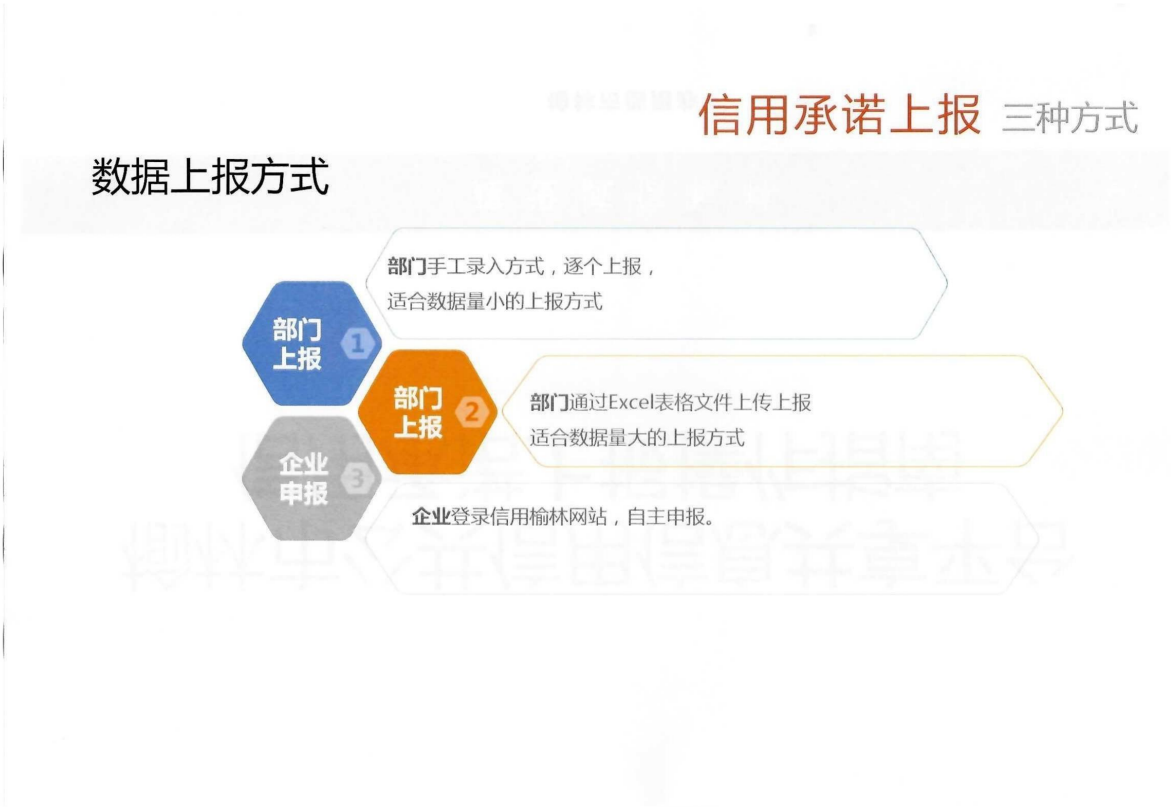 信用承诺上报 三种方式
数据上报方式
部门手工录入方式，逐个上报，
适合数据量小的上报方式
部门
上报
1
部门
上报
2
部门通过Excel表格文件上传上报
适合数据量大的上报方式
企业
申报
3
企业登录信用榆林网站，自主申报。